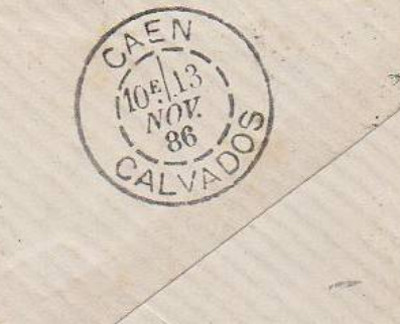 CAEN
10E 13
NOV.
86
CALVADOS